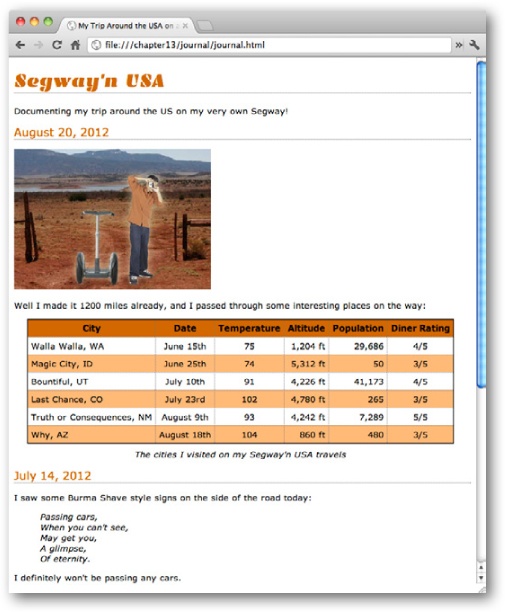 My Trip Around the USA on a
file:///chapter13/journal/journal.html
Segway'n USA
Documenting my trip around the US on my very own Segway!
August 20, 2012
Well I made it 1200 miles already, and I passed through some interesting places on the way:
City Date Temperature Altitude Population Diner Rating
Walla Walla, WA June 15th 75 1,204 ft 29,686 4/5
Magic City, ID June 25th 74 5,312 ft 50 3/5
Bountiful, UT July 10th 91 4,226 ft 41,173 4/5
Last Chance, CO July 23rd 102 4,780 ft 265 3/5
Truth or Consequences, NM August 9th 93 4,242 ft 7,289 5/5
Why, AZ August 18th 104 860 ft 480 3/5
The cities I visited on my Segway'n USA travels
July 14, 2012
I saw some Burma Shave style signs on the side of the road today:
Passing cars,
When you can't see,
May get you,
A glimpse,
Of eternity.
I definitely won't be passing any cars.